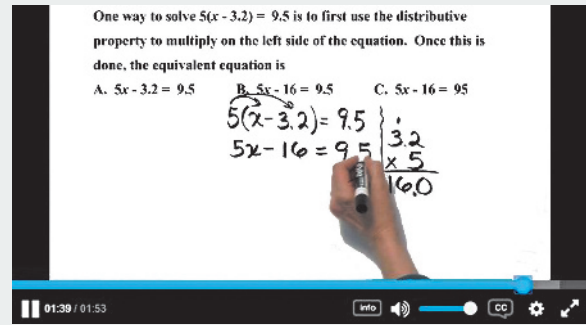 One way to solve 5(x - 3.2) = 9.5 is to first use the distributive
property to multiply on the left side of the equation. Once this is
done, the equivalent equation is
A. 5x - 3.2 = 9.5 B. 5x - 16 = 9.5 C. 5x - 16 = 95
5(x-3.2)= 9.5
5x-16 = 9.5
3.2
x 5
16.0
01:39 / 01:53
info
CC